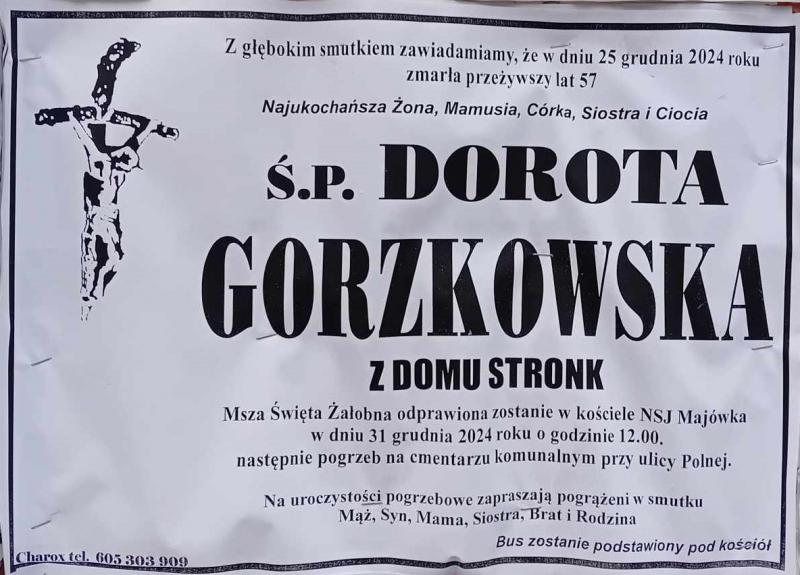 Z głębokim smutkiem zawiadamiamy, że w dniu 25 grudnia 2024 roku
zmarła przeżywszy lat 57
Najukochańsza Żona, Mamusia, Córka, Siostra i Ciocia
Ś.P. DOROTA
GORZKOWSKA
Z DOMU STRONK
Msza Święta Żałobna odprawiona zostanie w kościele NSJ Majówka
w dniu 31 grudnia 2024 roku o godzinie 12.00.
następnie pogrzeb na cmentarzu komunalnym przy ulicy Polnej.
Na uroczystości pogrzebowe zapraszają pogrążeni w smutku
Mąż, Syn, Mama, Siostra, Brat i Rodzina
Bus zostanie podstawiony pod kościół
Charox tel. 605 303 909